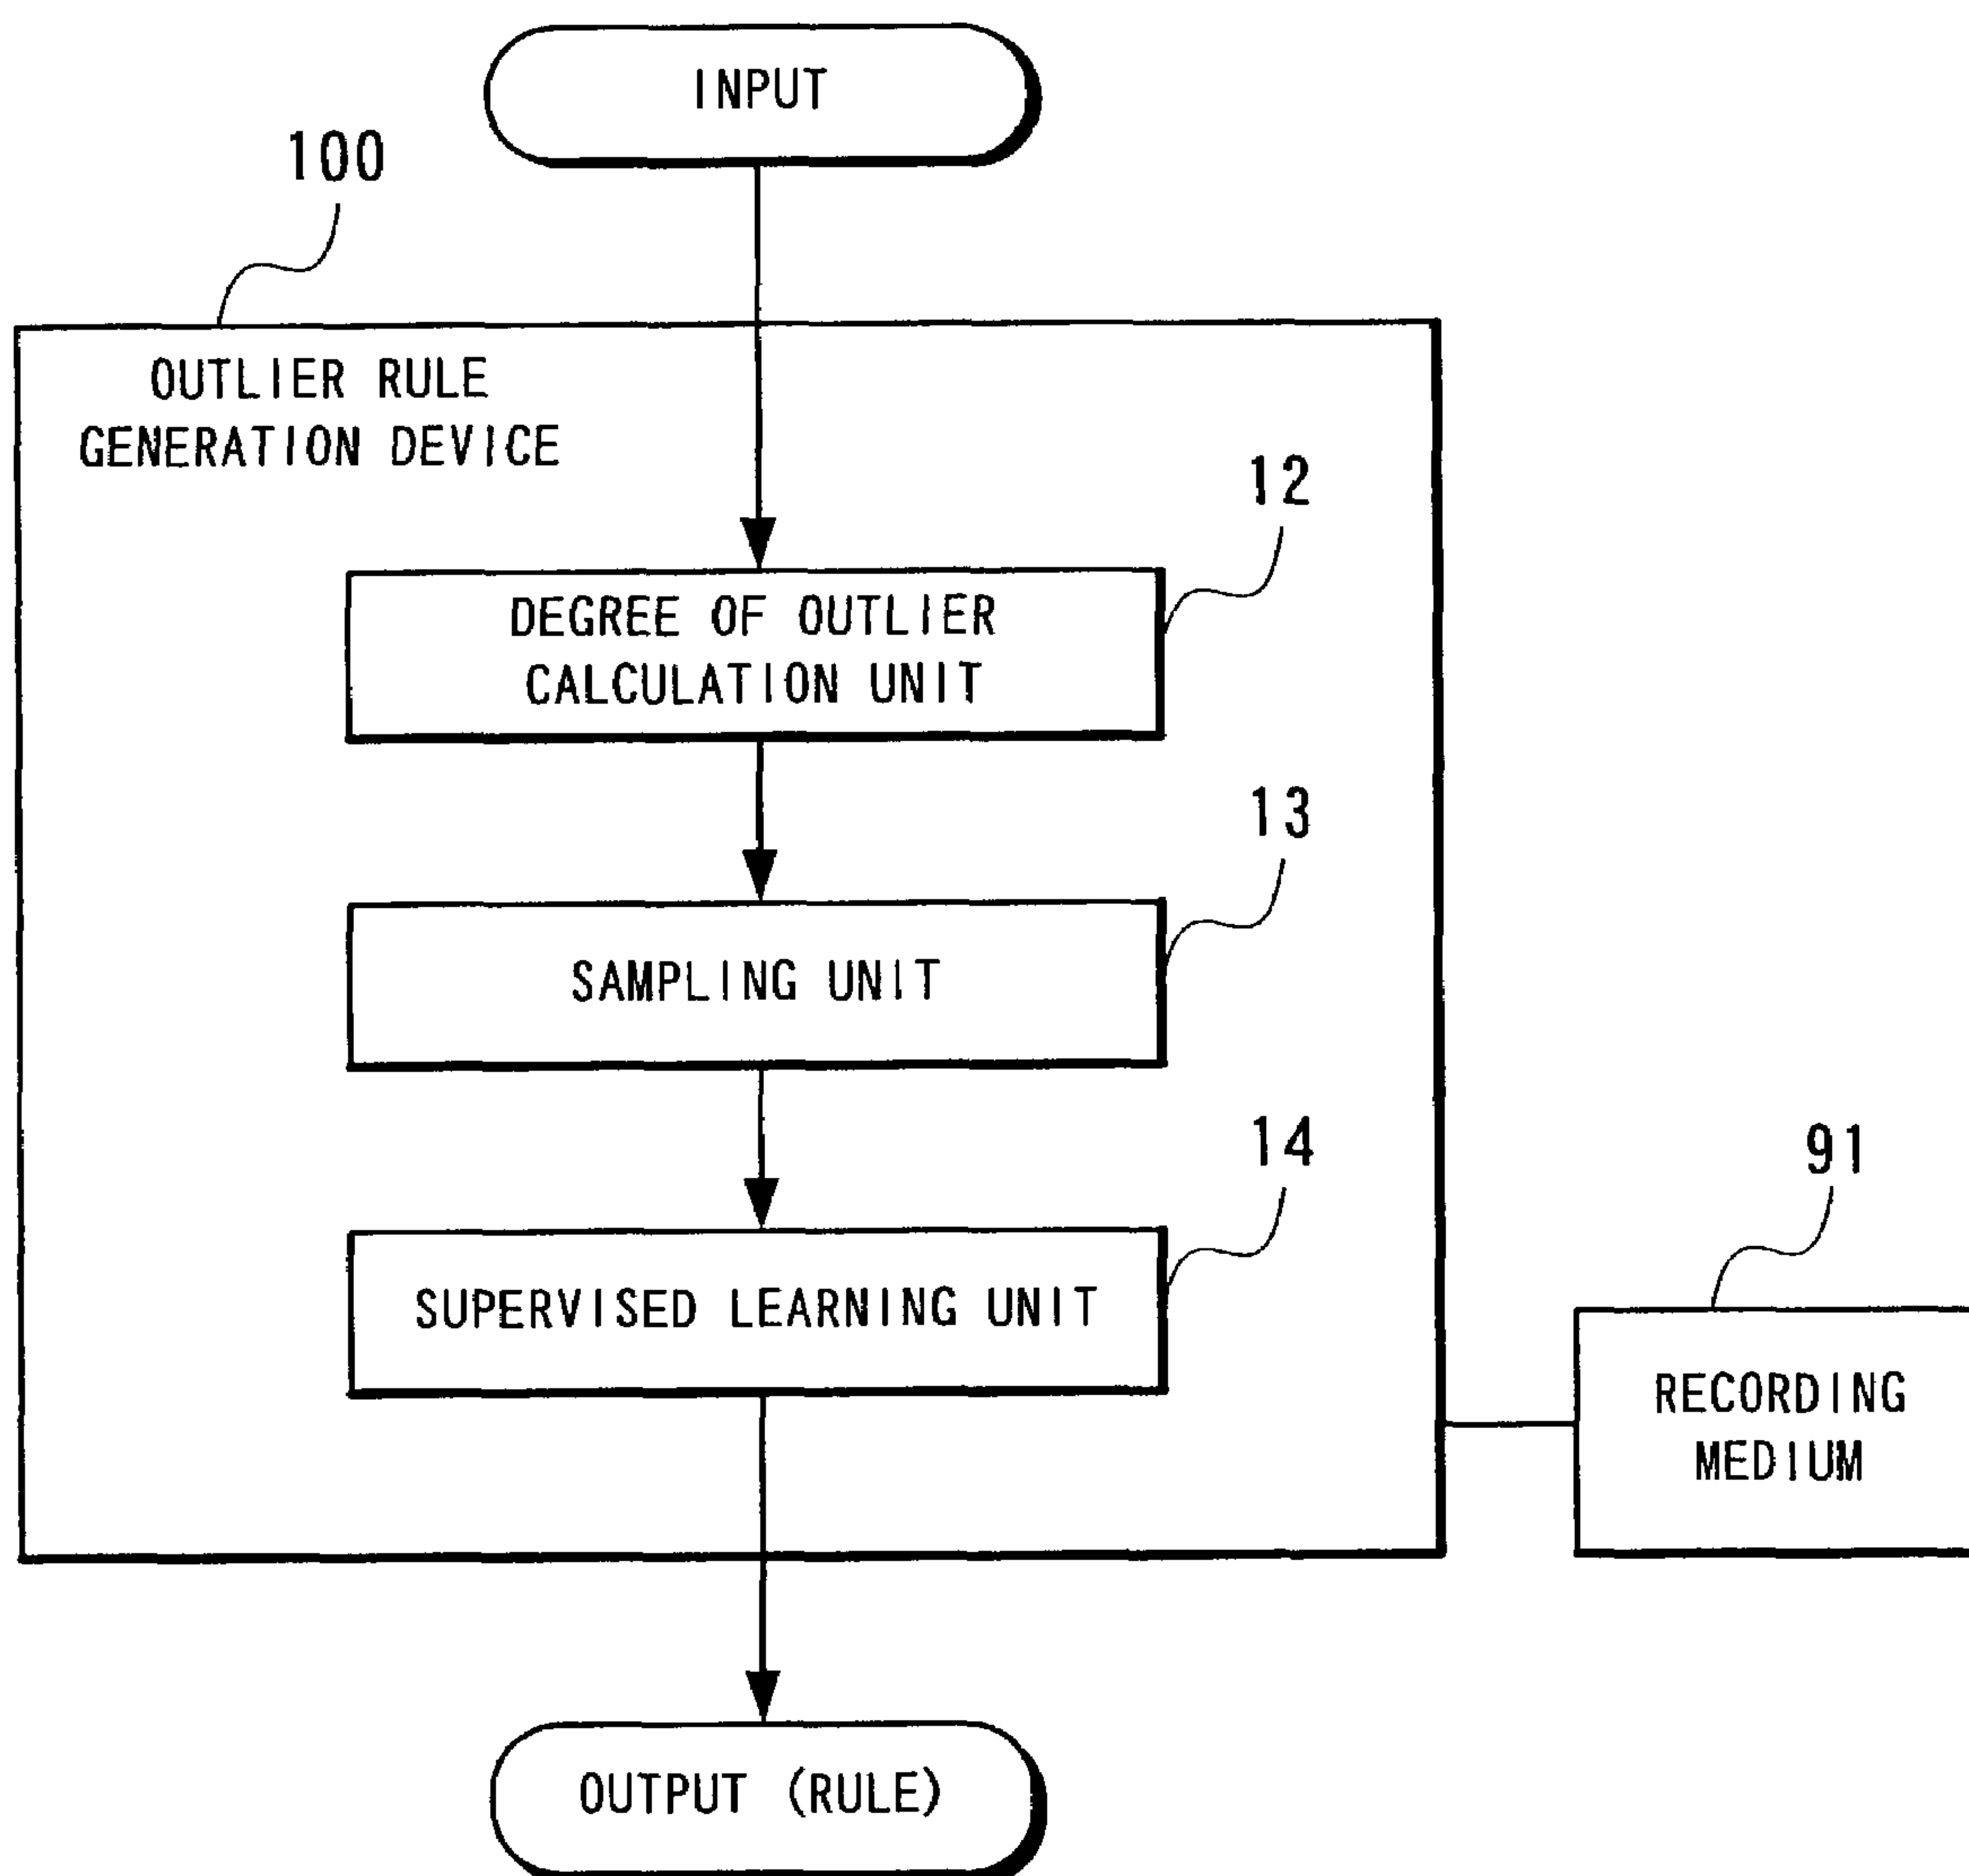 INPUT
100
OUTLIER RULE
GENERATION DEVICE
12
DEGREE OF OUTLIER
CALCULATION UNIT
13
SAMPLING UNIT
14
SUPERVISED LEARNING UNIT
91
RECORDING
MEDIUM
OUTPUT (RULE)